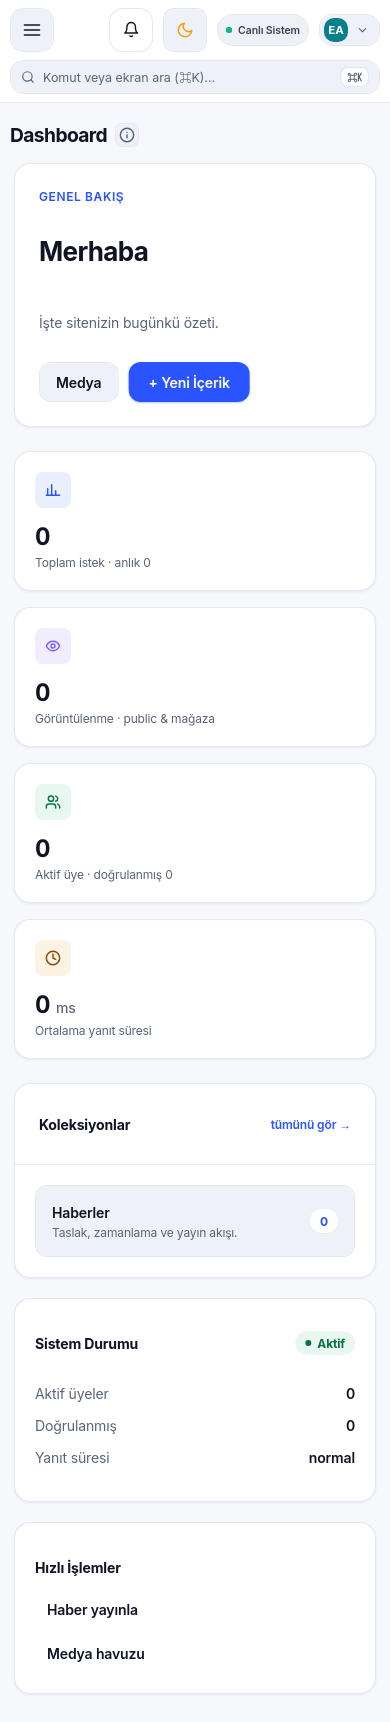 Canlı Sistem
EA
Komut veya ekran ara (⌘K)...
⌘K
Dashboard
GENEL BAKIŞ
Merhaba
İşte sitenizin bugünkü özeti.
Medya
+ Yeni İçerik
0
Toplam istek · anlık 0
0
Görüntülenme · public & mağaza
0
Aktif üye · doğrulanmış 0
0 ms
Ortalama yanıt süresi
Koleksiyonlar
tümünü gör →
Haberler
Taslak, zamanlama ve yayın akışı.
0
Sistem Durumu
Aktif
Aktif üyeler 0
Doğrulanmış 0
Yanıt süresi normal
Hızlı İşlemler
Haber yayınla
Medya havuzu